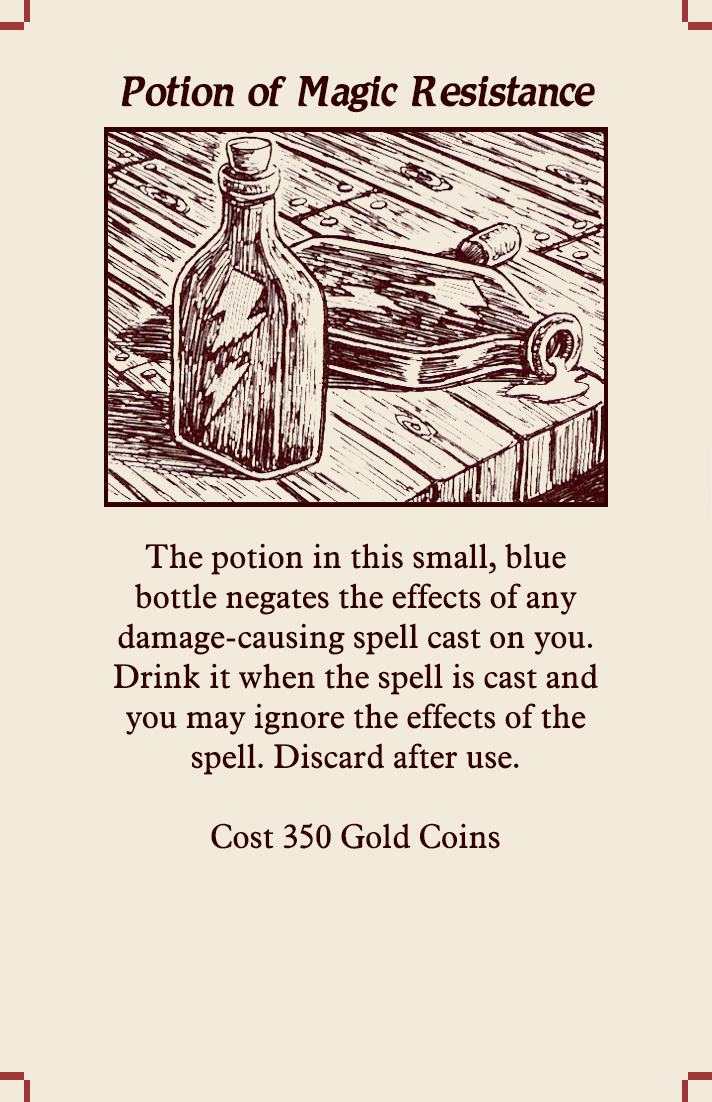 Potion of Magic Resistance
The potion in this small, blue
bottle negates the effects of any
damage-causing spell cast on you.
Drink it when the spell is cast and
you may ignore the effects of the
spell. Discard after use.
Cost 350 Gold Coins